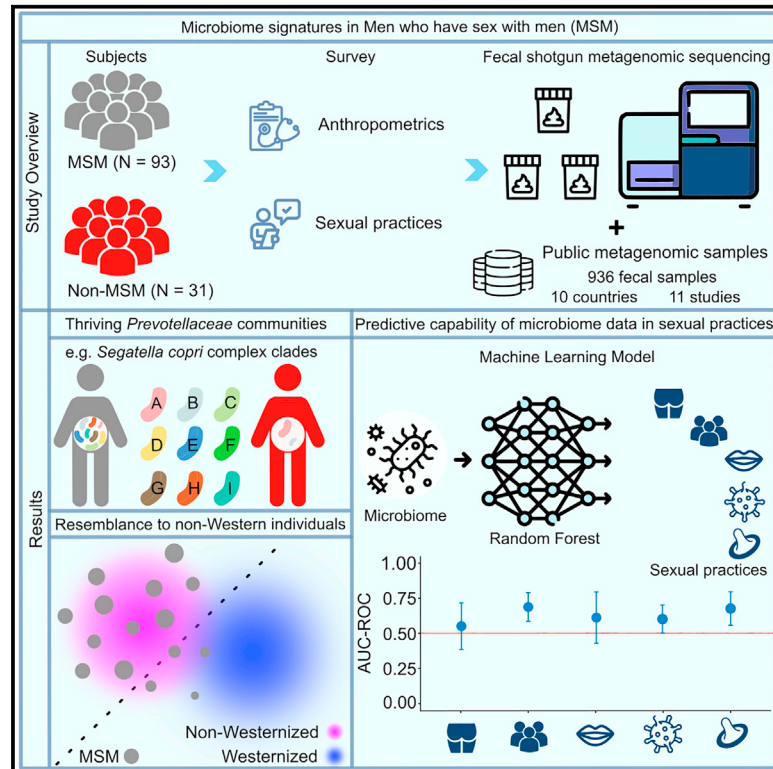 Microbiome signatures in Men who have sex with men (MSM)
Study Overview
Subjects
MSM (N = 93)
Non-MSM (N = 31)
Survey
Anthropometrics
Sexual practices
Fecal shotgun metagenomic sequencing
+
Public metagenomic samples
936 fecal samples
10 countries 11 studies
Results
Thriving Prevotellaceae communities
e.g. Segatella copri complex clades
A B C
D E F
G H I
Resemblance to non-Western individuals
Non-Westernized
MSM Westernized
Predictive capability of microbiome data in sexual practices
Machine Learning Model
Microbiome
Random Forest
Sexual practices
AUC-ROC
1.00
0.75
0.50
0.25
0.00